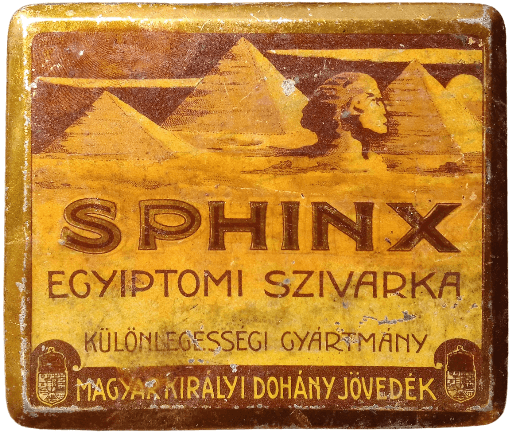 SPHINX
EGYIPTOMI SZIVARKA
KÜLÖNLEGESSÉGI GYÁRTMÁNY
MAGYAR KIRÁLYI DOHÁNY JÖVEDÉK